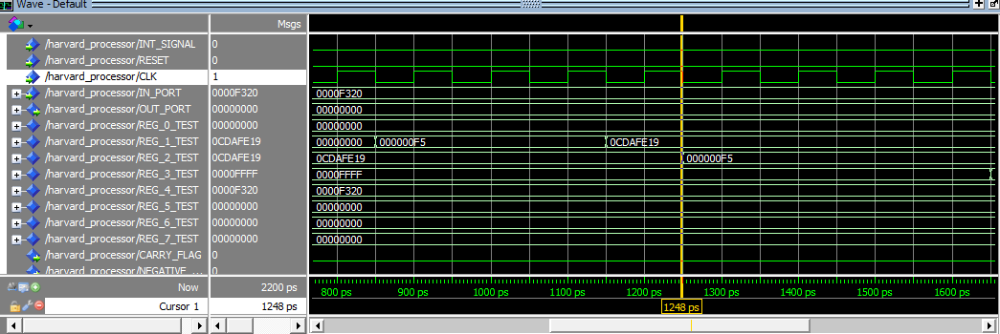 Wave - Default
Msgs
/harvard_processor/INT_SIGNAL 0
/harvard_processor/RESET 0
/harvard_processor/CLK 1
/harvard_processor/IN_PORT 0000F320 0000F320
/harvard_processor/OUT_PORT 00000000 00000000
/harvard_processor/REG_0_TEST 00000000 00000000
/harvard_processor/REG_1_TEST 0CDAFE19 00000000 000000F5 0CDAFE19
/harvard_processor/REG_2_TEST 0CDAFE19 0CDAFE19 000000F5
/harvard_processor/REG_3_TEST 0000FFFF 0000FFFF
/harvard_processor/REG_4_TEST 0000F320 0000F320
/harvard_processor/REG_5_TEST 00000000 00000000
/harvard_processor/REG_6_TEST 00000000 00000000
/harvard_processor/REG_7_TEST 00000000 00000000
/harvard_processor/CARRY_FLAG 0
Now 2200 ps 800 ps 900 ps 1000 ps 1100 ps 1200 ps 1300 ps 1400 ps 1500 ps 1600 ps
Cursor 1 1248 ps 1248 ps